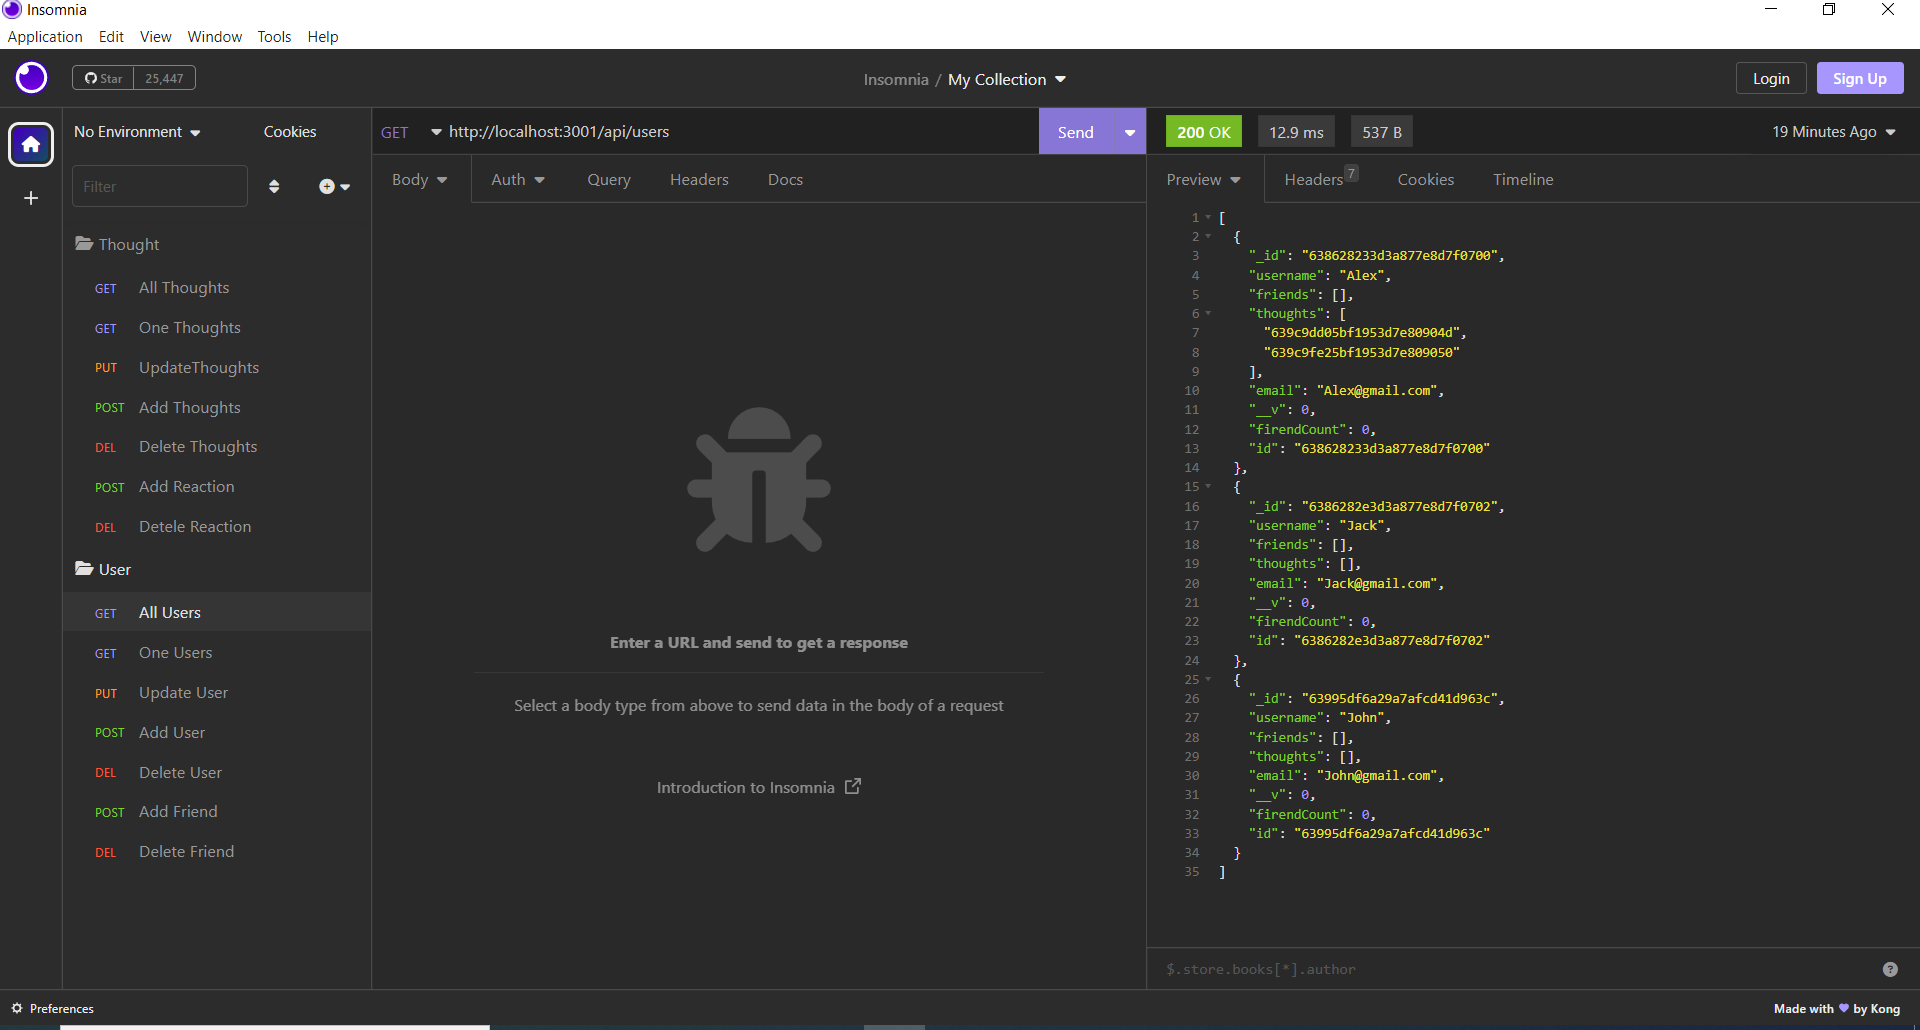 Insomnia
Application Edit View Window Tools Help
Star 25,447
Insomnia / My Collection
Login Sign Up
No Environment Cookies
Filter
Thought
GET All Thoughts
GET One Thoughts
PUT UpdateThoughts
POST Add Thoughts
DEL Delete Thoughts
POST Add Reaction
DEL Detele Reaction
User
GET All Users
GET One Users
PUT Update User
POST Add User
DEL Delete User
POST Add Friend
DEL Delete Friend
GET http://localhost:3001/api/users Send
Body Auth Query Headers Docs
Enter a URL and send to get a response
Select a body type from above to send data in the body of a request
Introduction to Insomnia
200 OK 12.9 ms 537 B 19 Minutes Ago
Preview Headers 7 Cookies Timeline
1 [
2 {
3 "_id": "638628233d3a877e8d7f0700",
4 "username": "Alex",
5 "friends": [],
6 "thoughts": [
7 "639c9dd05bf1953d7e80904d",
8 "639c9fe25bf1953d7e809050"
9 ],
10 "email": "Alex@gmail.com",
11 "__v": 0,
12 "firendCount": 0,
13 "id": "638628233d3a877e8d7f0700"
14 },
15 {
16 "_id": "6386282e3d3a877e8d7f0702",
17 "username": "Jack",
18 "friends": [],
19 "thoughts": [],
20 "email": "Jack@gmail.com",
21 "__v": 0,
22 "firendCount": 0,
23 "id": "6386282e3d3a877e8d7f0702"
24 },
25 {
26 "_id": "63995df6a29a7afcd41d963c",
27 "username": "John",
28 "friends": [],
29 "thoughts": [],
30 "email": "John@gmail.com",
31 "__v": 0,
32 "firendCount": 0,
33 "id": "63995df6a29a7afcd41d963c"
34 }
35 ]
$.store.books[*].author
Preferences
Made with 💜 by Kong